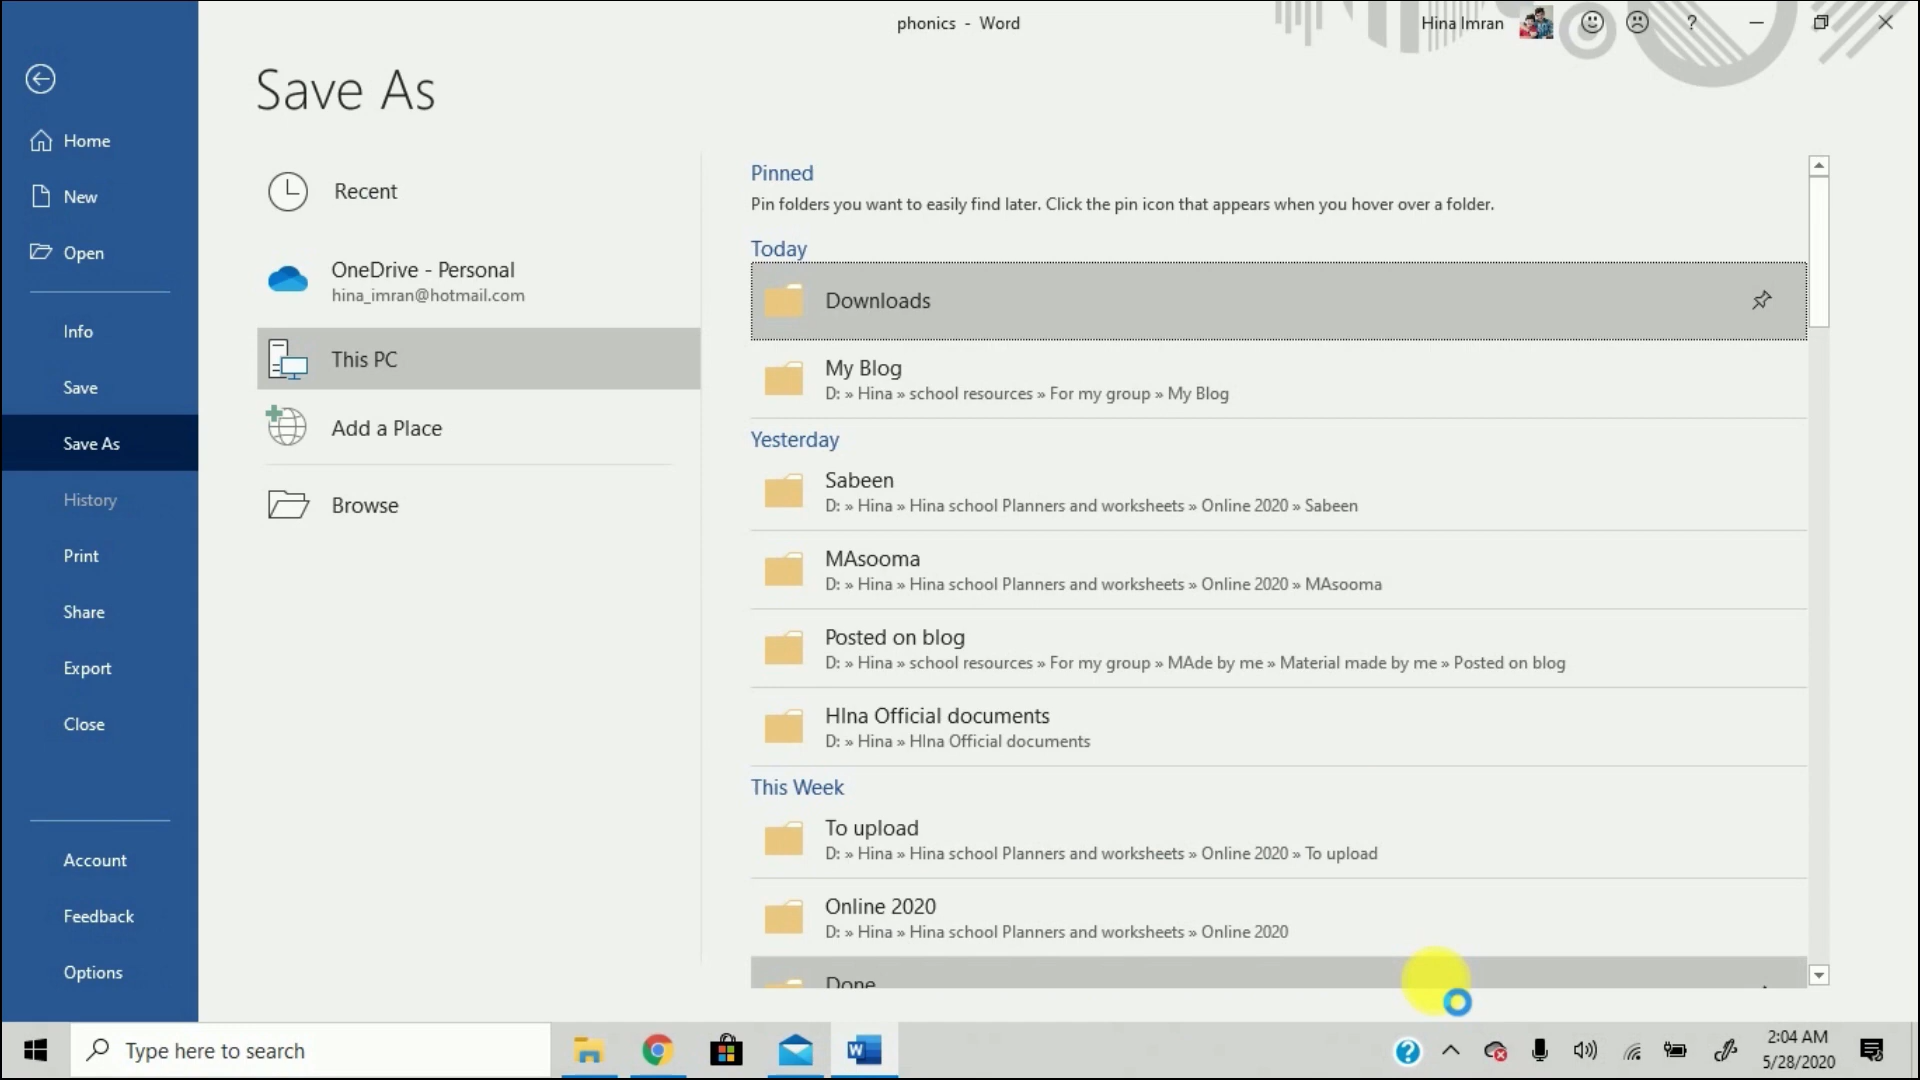 phonics - Word
Hina Imran
?
Save As
Home
New
Open
Info
Save
Save As
History
Print
Share
Export
Close
Account
Feedback
Options
Recent
OneDrive - Personal
hina_imran@hotmail.com
This PC
Add a Place
Browse
Pinned
Pin folders you want to easily find later. Click the pin icon that appears when you hover over a folder.
Today
Downloads
My Blog
D: » Hina » school resources » For my group » My Blog
Yesterday
Sabeen
D: » Hina » Hina school Planners and worksheets » Online 2020 » Sabeen
MAsooma
D: » Hina » Hina school Planners and worksheets » Online 2020 » MAsooma
Posted on blog
D: » Hina » school resources » For my group » MAde by me » Material made by me » Posted on blog
HIna Official documents
D: » Hina » HIna Official documents
This Week
To upload
D: » Hina » Hina school Planners and worksheets » Online 2020 » To upload
Online 2020
D: » Hina » Hina school Planners and worksheets » Online 2020
Done
Type here to search
W
?
2:04 AM
5/28/2020